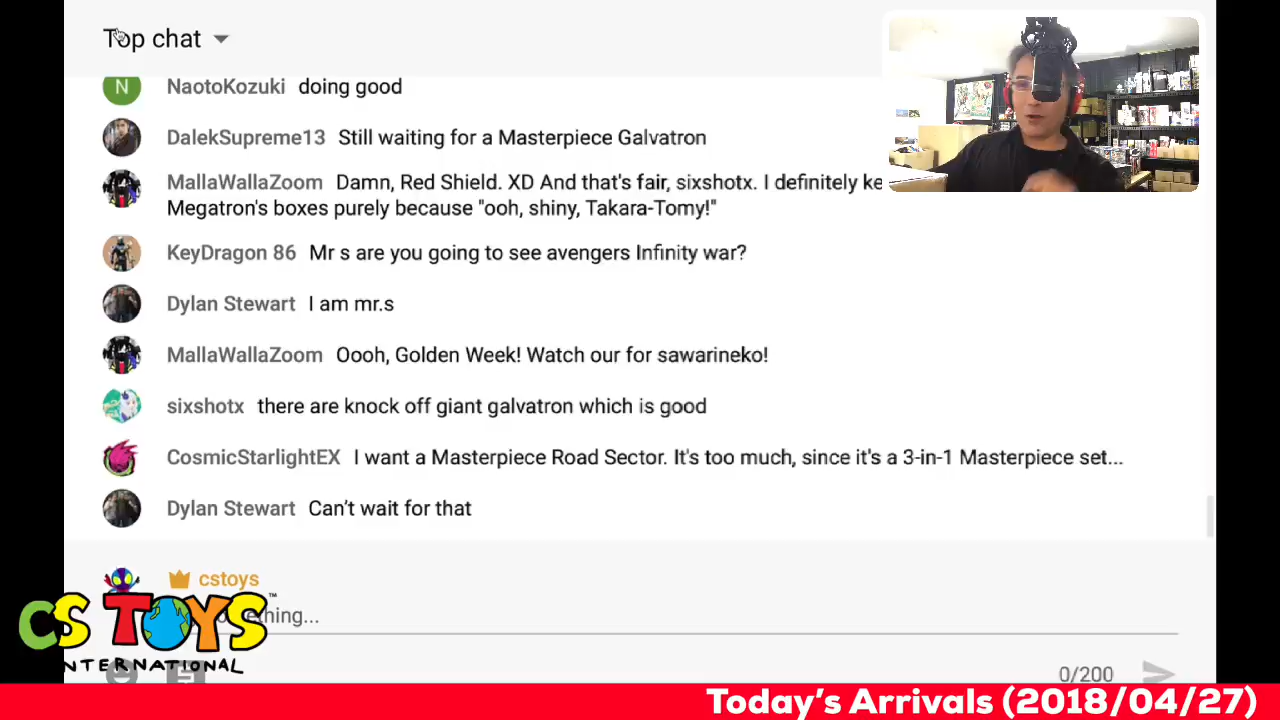 Top chat
N
NaotoKozuki doing good
DalekSupreme13 Still waiting for a Masterpiece Galvatron
MallaWallaZoom Damn, Red Shield. XD And that's fair, sixshotx. I definitely ke
Megatron's boxes purely because "ooh, shiny, Takara-Tomy!"
KeyDragon 86 Mr s are you going to see avengers Infinity war?
Dylan Stewart I am mr.s
MallaWallaZoom Oooh, Golden Week! Watch our for sawarineko!
sixshotx there are knock off giant galvatron which is good
CosmicStarlightEX I want a Masterpiece Road Sector. It's too much, since it's a 3-in-1 Masterpiece set...
Dylan Stewart Can't wait for that
cstoys
CS TOYS™
INTERNATIONAL
0/200
Today's Arrivals (2018/04/27)